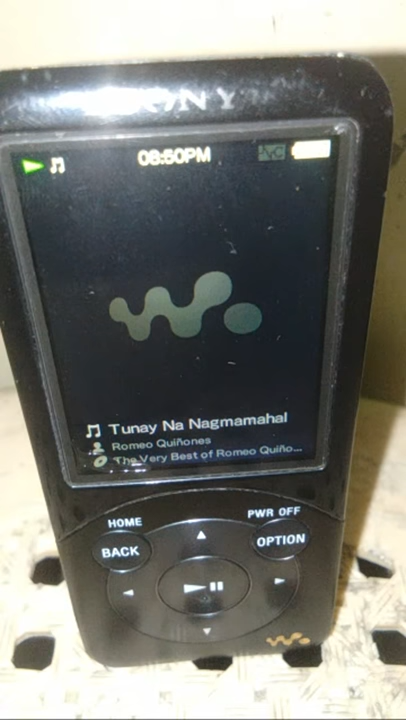 SONY
08:50PM
Tunay Na Nagmamahal
Romeo Quiñones
The Very Best of Romeo Quiño...
HOME
PWR OFF
BACK
OPTION